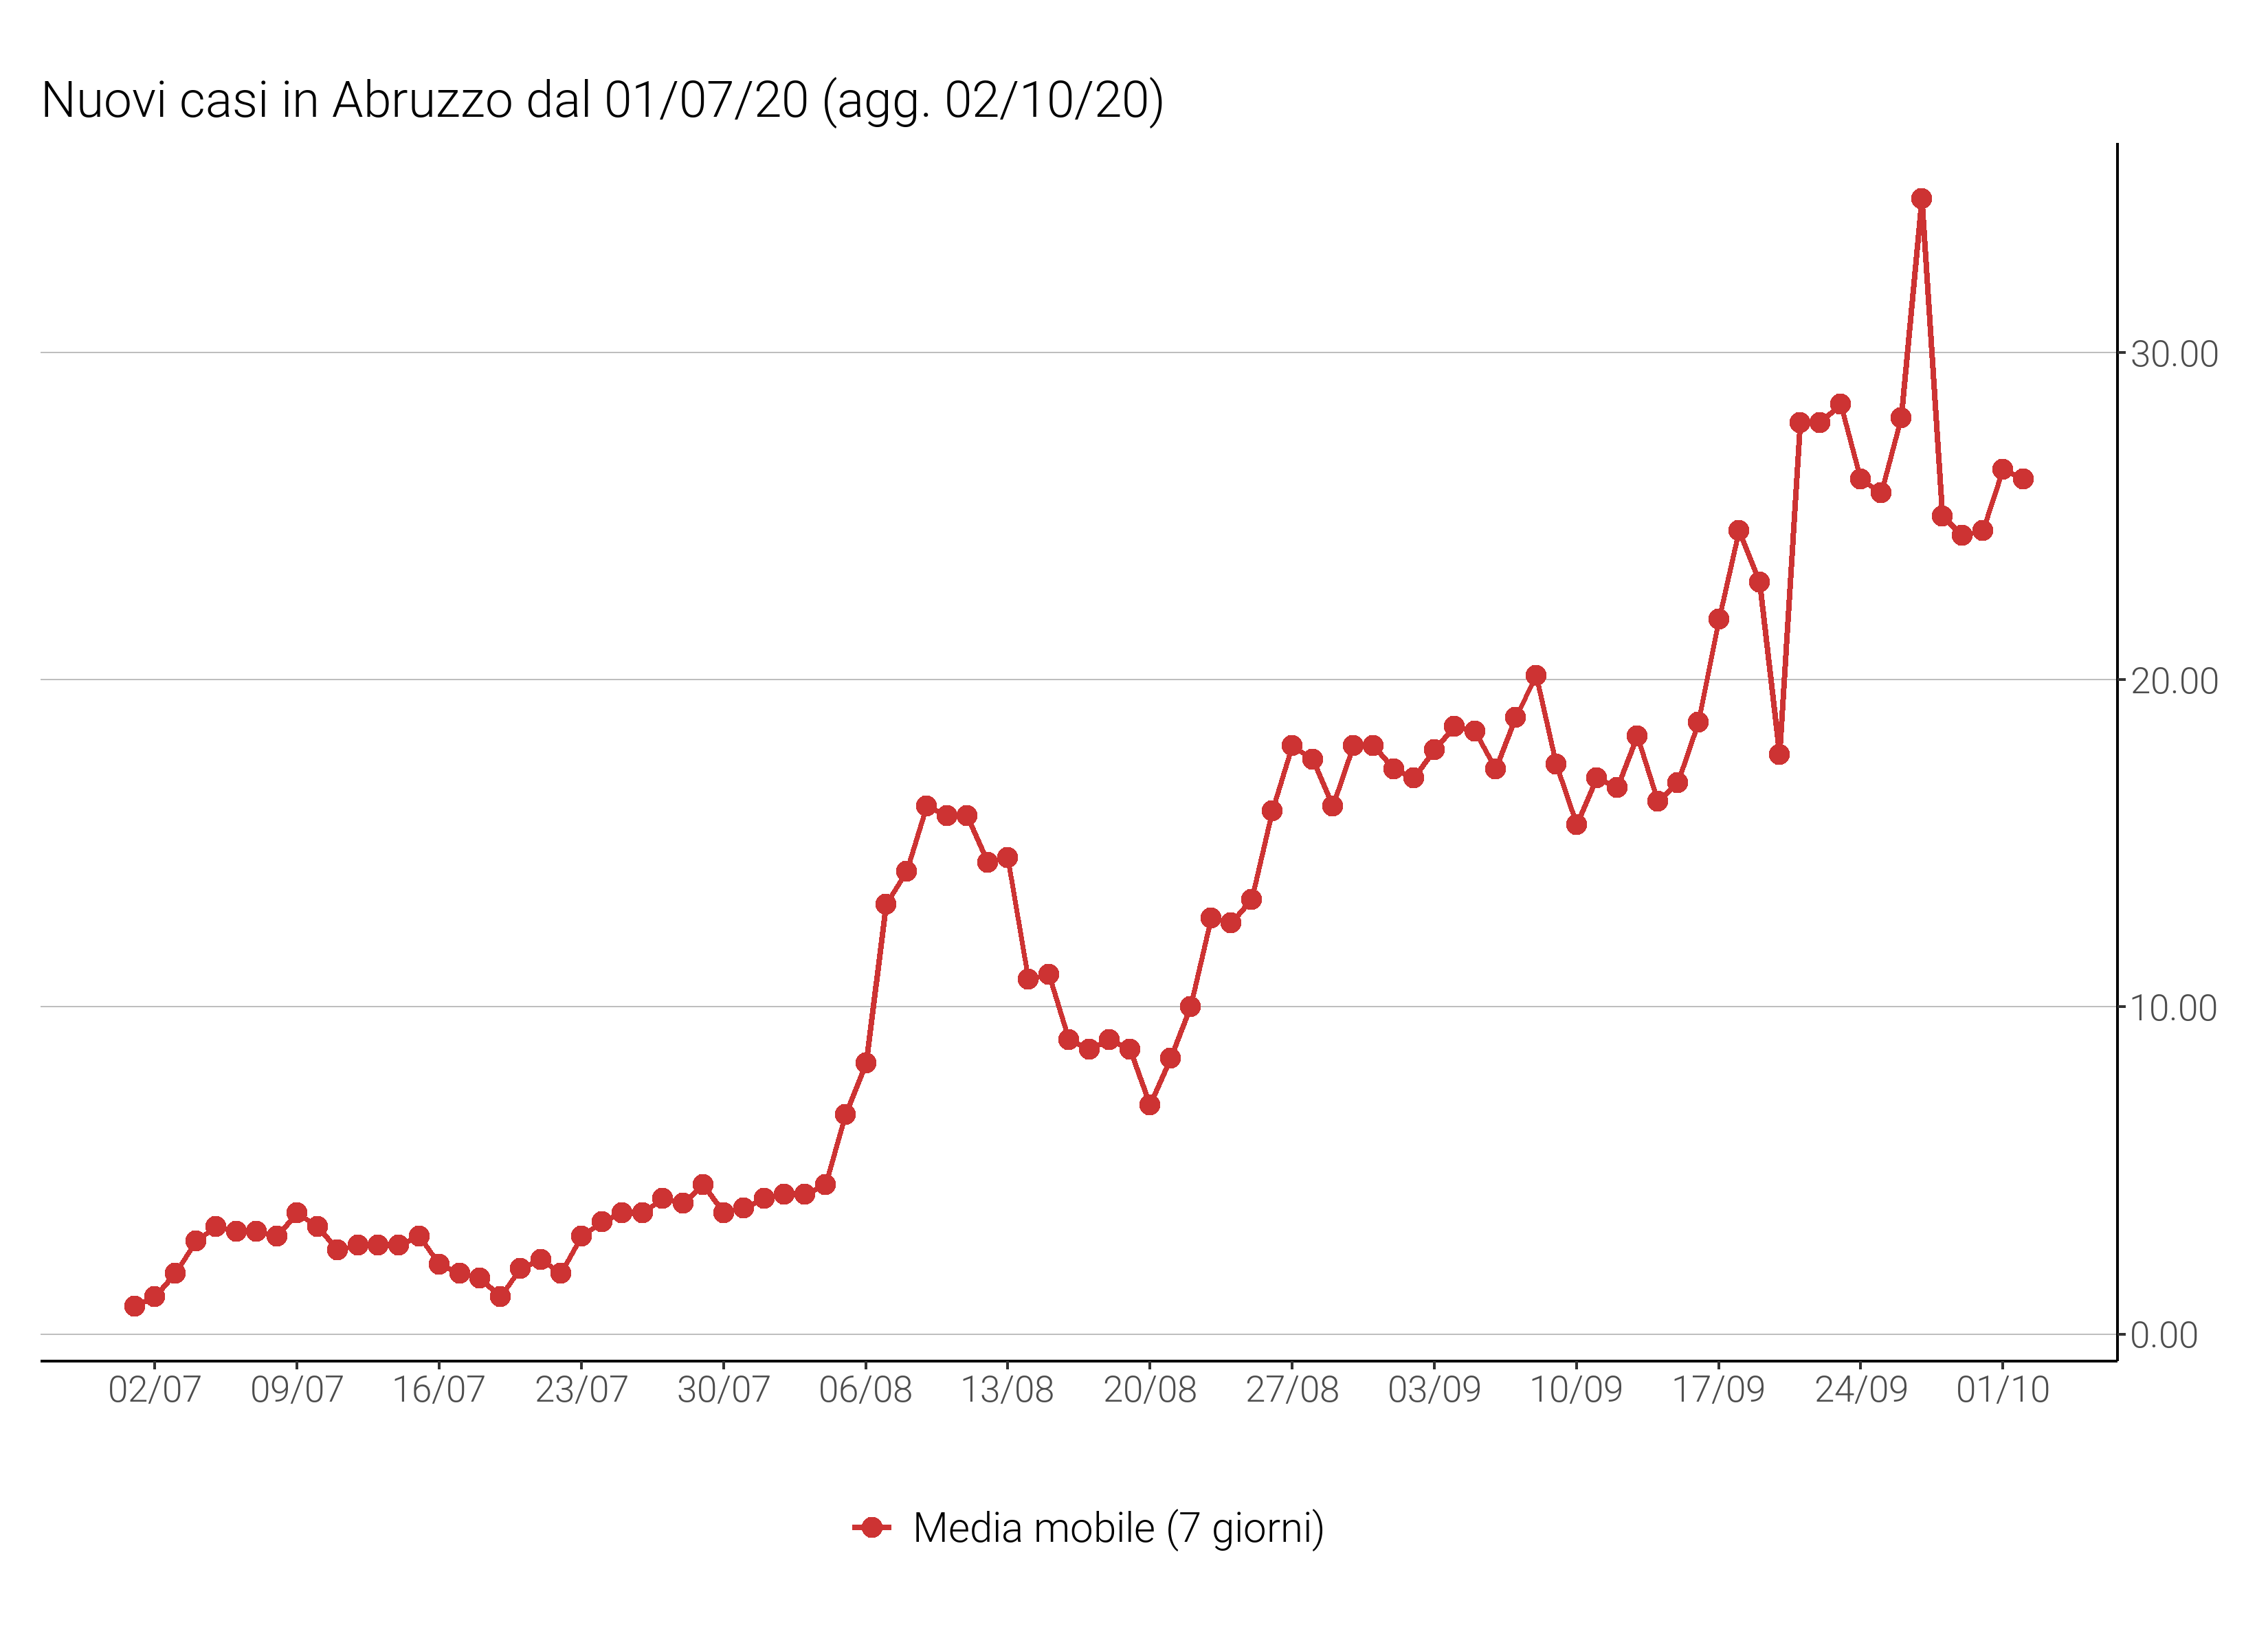 Nuovi casi in Abruzzo dal 01/07/20 (agg. 02/10/20)
30.00
20.00
10.00
0.00
02/07 09/07 16/07 23/07 30/07 06/08 13/08 20/08 27/08 03/09 10/09 17/09 24/09 01/10
Media mobile (7 giorni)